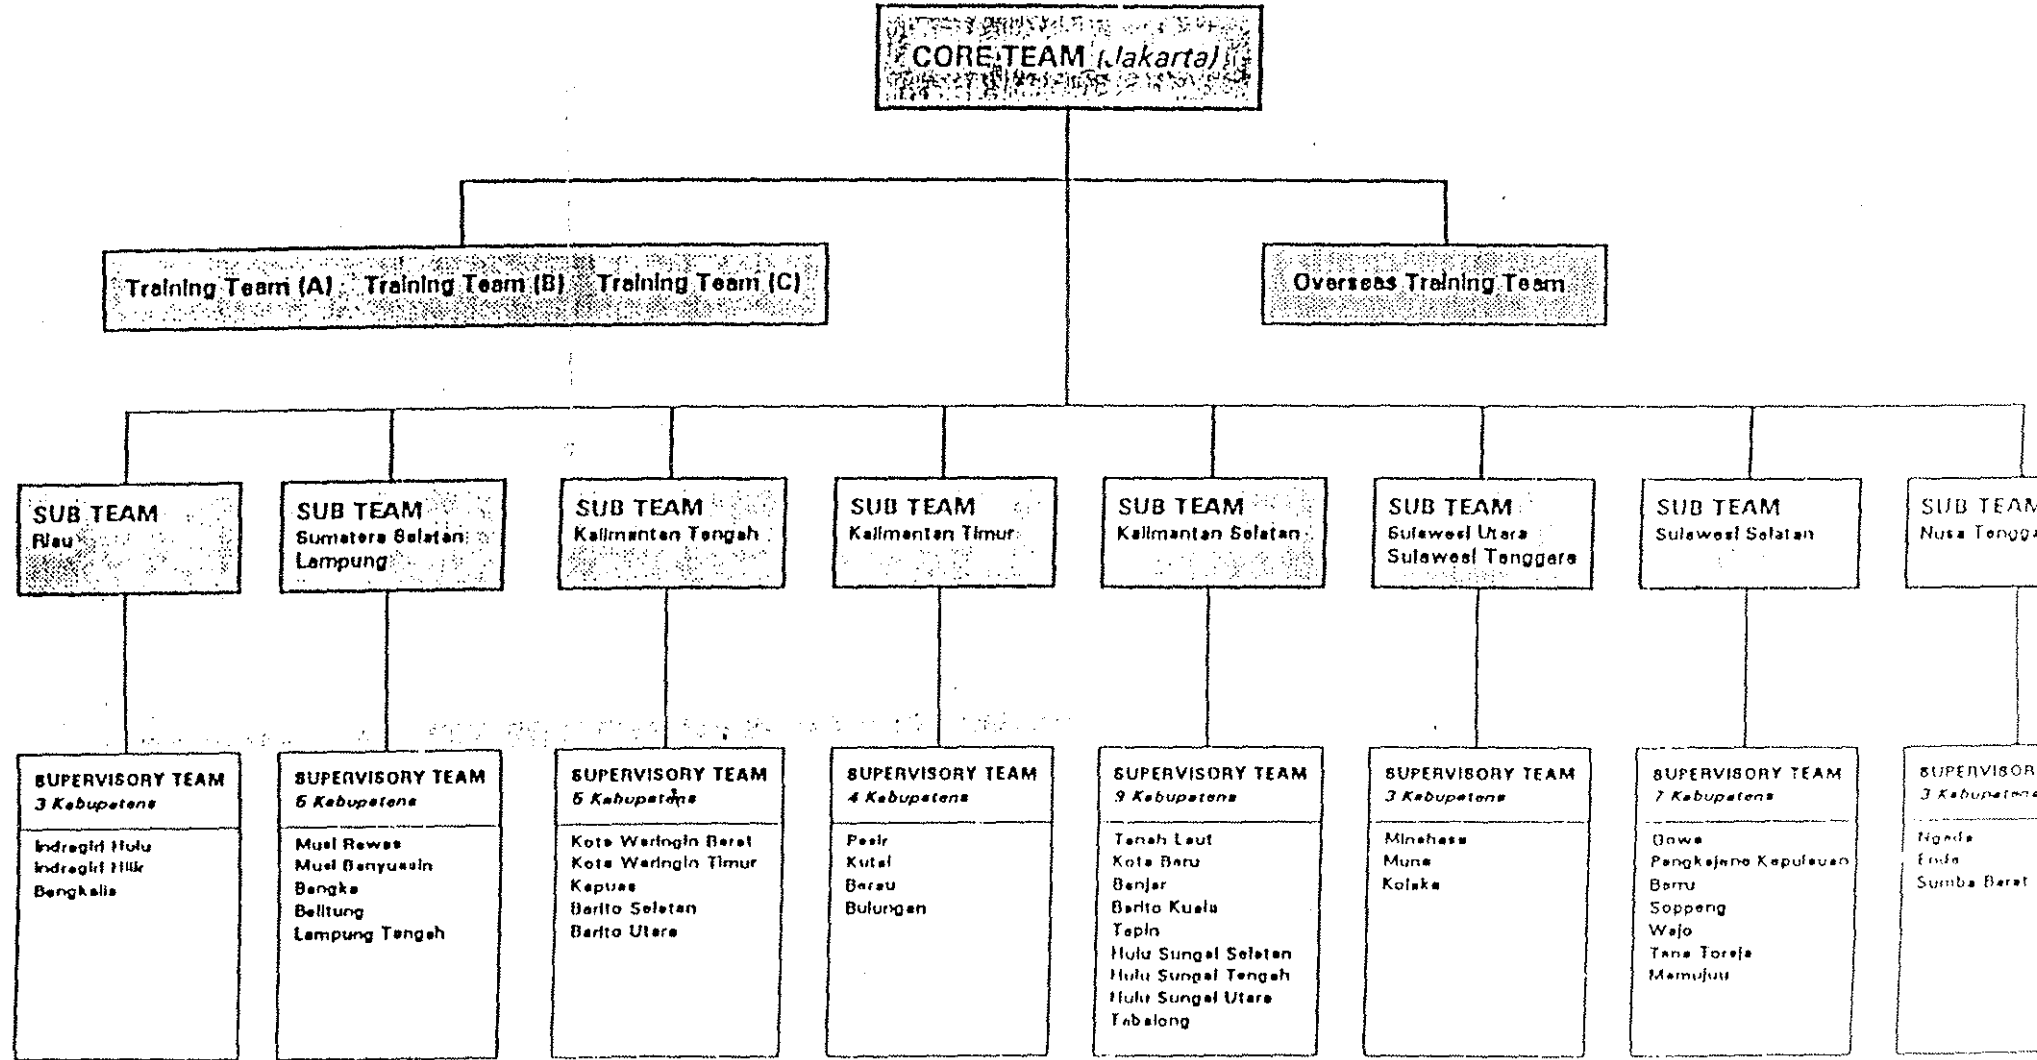 CORE TEAM (Jakarta)
Training Team (A) Training Team (B) Training Team (C)
Overseas Training Team
SUB TEAM
Riau
SUB TEAM
Sumatera Selatan
Lampung
SUB TEAM
Kalimantan Tengah
SUB TEAM
Kalimantan Timur
SUB TEAM
Kalimantan Selatan
SUB TEAM
Sulawesi Utara
Sulawesi Tenggara
SUB TEAM
Sulawesi Selatan
SUB TEAM
Nusa
SUPERVISORY TEAM
3 Kabupatens
Indragiri Hulu
Indragiri Hilir
Bengkalis
SUPERVISORY TEAM
5 Kabupatens
Musi Rawas
Musi Banyuasin
Bangka
Belitung
Lampung Tengah
SUPERVISORY TEAM
5 Kabupatens
Kota Waringin Barat
Kota Waringin Timur
Kapuas
Barito Selatan
Barito Utara
SUPERVISORY TEAM
4 Kabupatens
Pasir
Kutai
Berau
Bulungan
SUPERVISORY TEAM
9 Kabupatens
Tanah Laut
Kota Baru
Banjar
Barito Kuala
Tapin
Hulu Sungai Selatan
Hulu Sungai Tengah
Hulu Sungai Utara
Tabalong
SUPERVISORY TEAM
3 Kabupatens
Minahasa
Muna
Kolaka
SUPERVISORY TEAM
7 Kabupatens
Gowa
Pangkajene Kepulauan
Barru
Soppeng
Wajo
Tana Toraja
Mamujuu
3 Kabupatens
Ngada
Ende
Sumba Barat